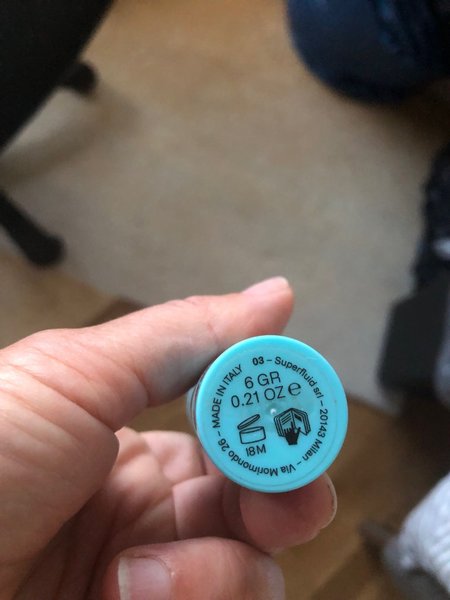 03 - Superfluid srl - 20143 Milan - Via Morimondo 26 - MADE IN ITALY
6 GR
0.21 OZ e
18M